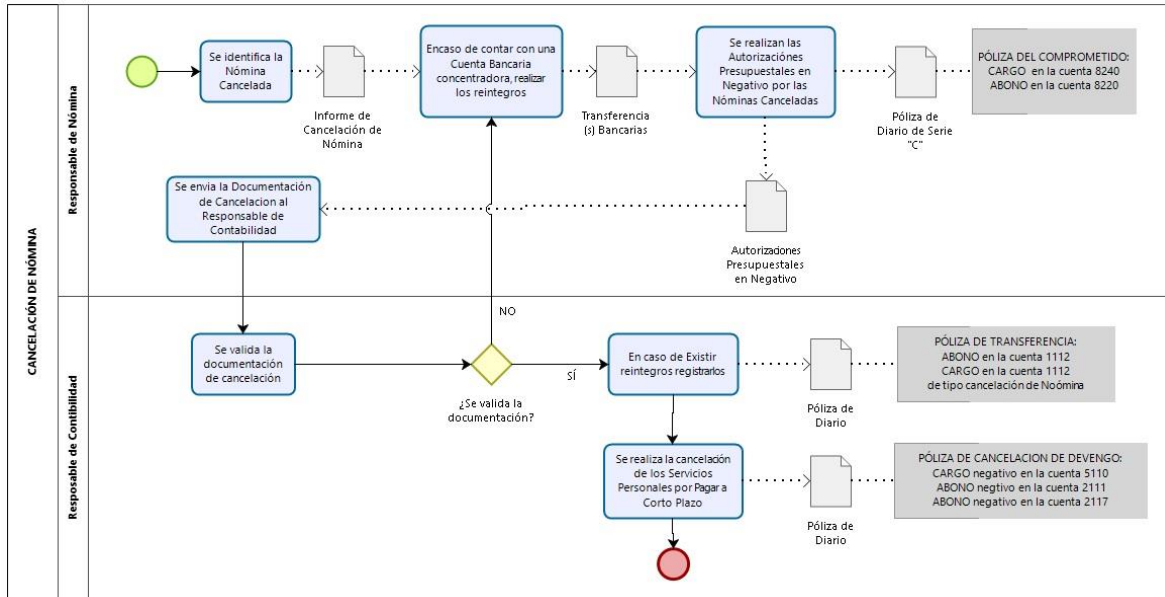 CANCELACIÓN DE NÓMINA
Responsable de Nómina
Se identifica la
Nómina
Cancelada
Informe de
Cancelación de
Nómina
Encaso de contar con una
Cuenta Bancaria
concentradora, realizar
los reintegros
Transferencia
(s) Bancarias
Se realizan las
Autorizaciónes
Presupuestales en
Negativo por las
Nóminas Canceladas
Póliza de
Diario de Serie
"C"
PÓLIZA DEL COMPROMETIDO:
CARGO en la cuenta 8240
ABONO en la cuenta 8220
Se envia la Documentación
de Cancelacion al
Responsable de
Contabilidad
Autorizaciones
Presupuestales
en Negativo
Resposable de Contibilidad
Se valida la
documentación
de cancelación
NO
¿Se valida la
documentación?
SÍ
En caso de Existir
reintegros registrarlos
Póliza de
Diario
PÓLIZA DE TRANSFERENCIA:
ABONO en la cuenta 1112
CARGO en la cuenta 1112
de tipo cancelación de Noómina
Se realiza la cancelación
de los Servicios
Personales por Pagar a
Corto Plazo
Póliza de
Diario
PÓLIZA DE CANCELACION DE DEVENGO:
CARGO negativo en la cuenta 5110
ABONO negtivo en la cuenta 2111
ABONO negativo en la cuenta 2117